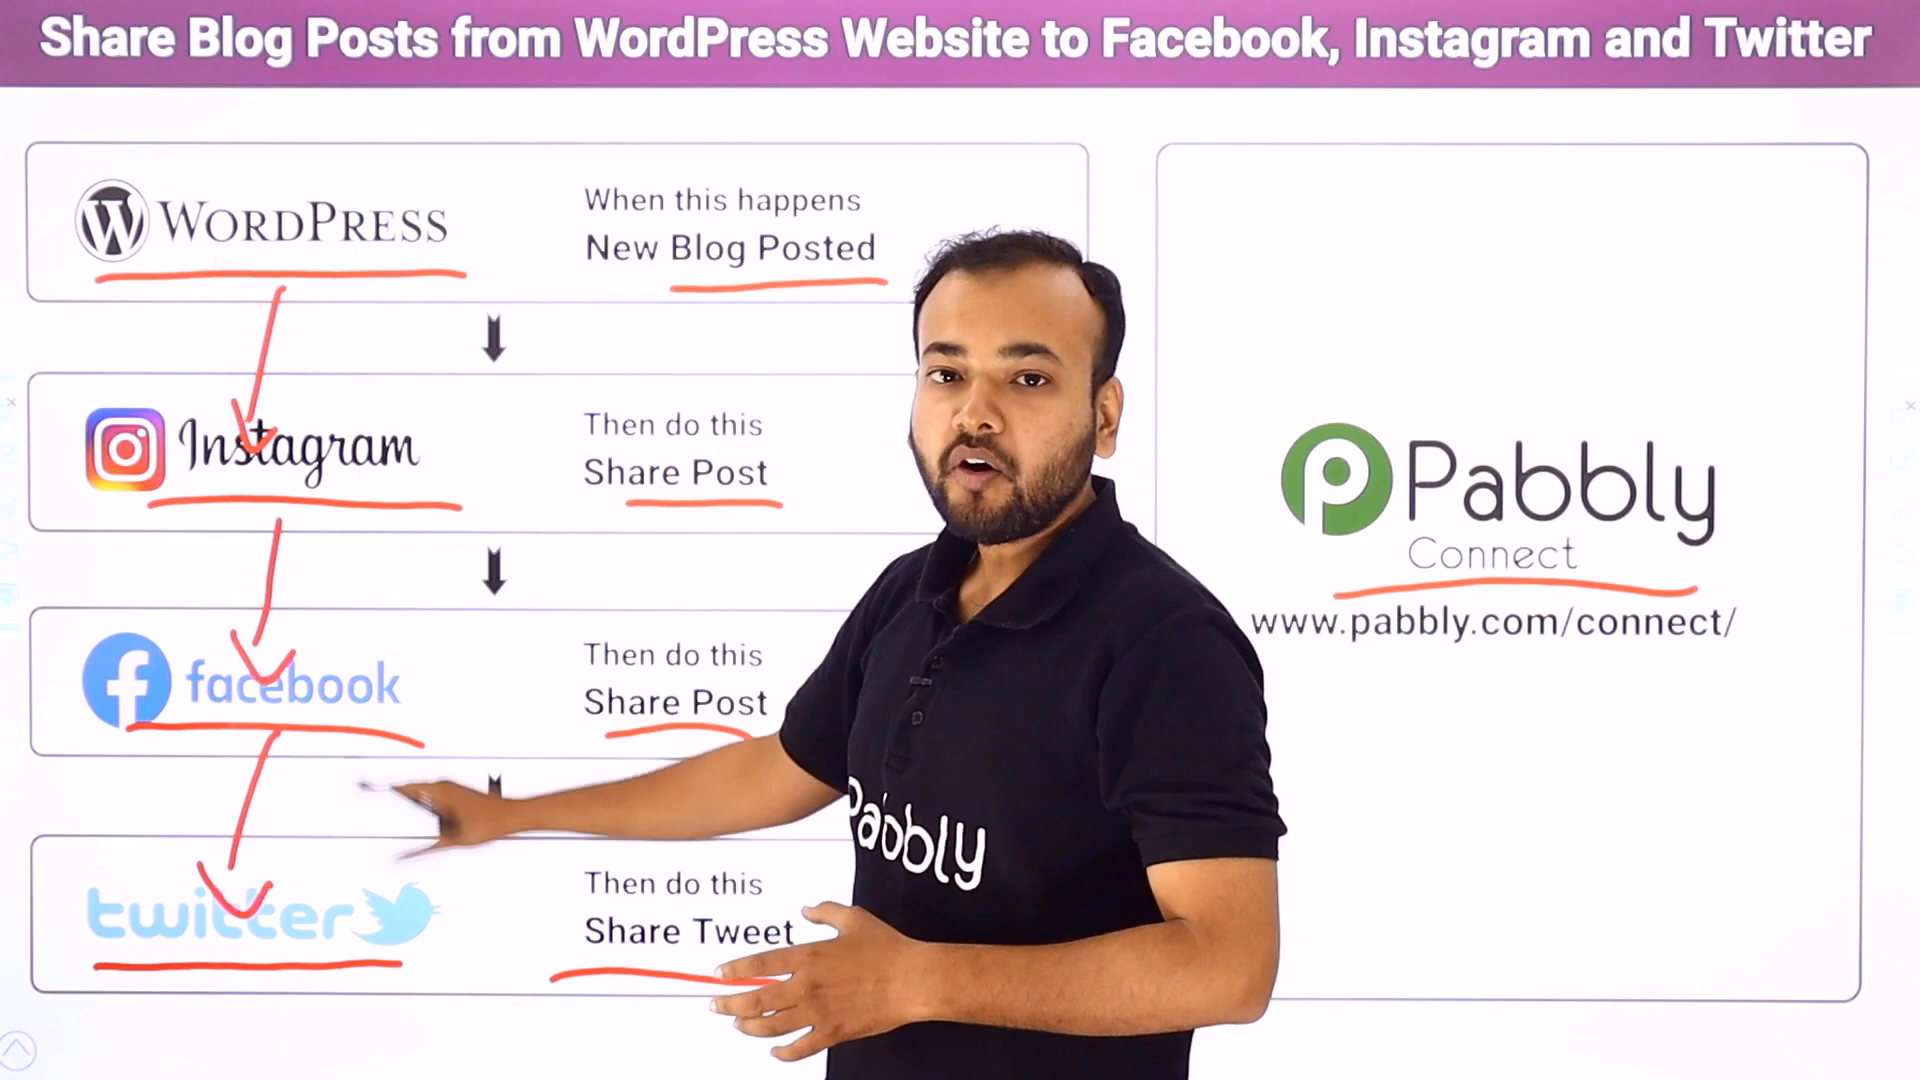 Share Blog Posts from WordPress Website to Facebook, Instagram and Twitter
WORDPRESS
When this happens
New Blog Posted
Instagram
Then do this
Share Post
facebook
Then do this
Share Post
twitter
Then do this
Share Tweet
Pabbly
Connect
www.pabbly.com/connect/
Pabbly